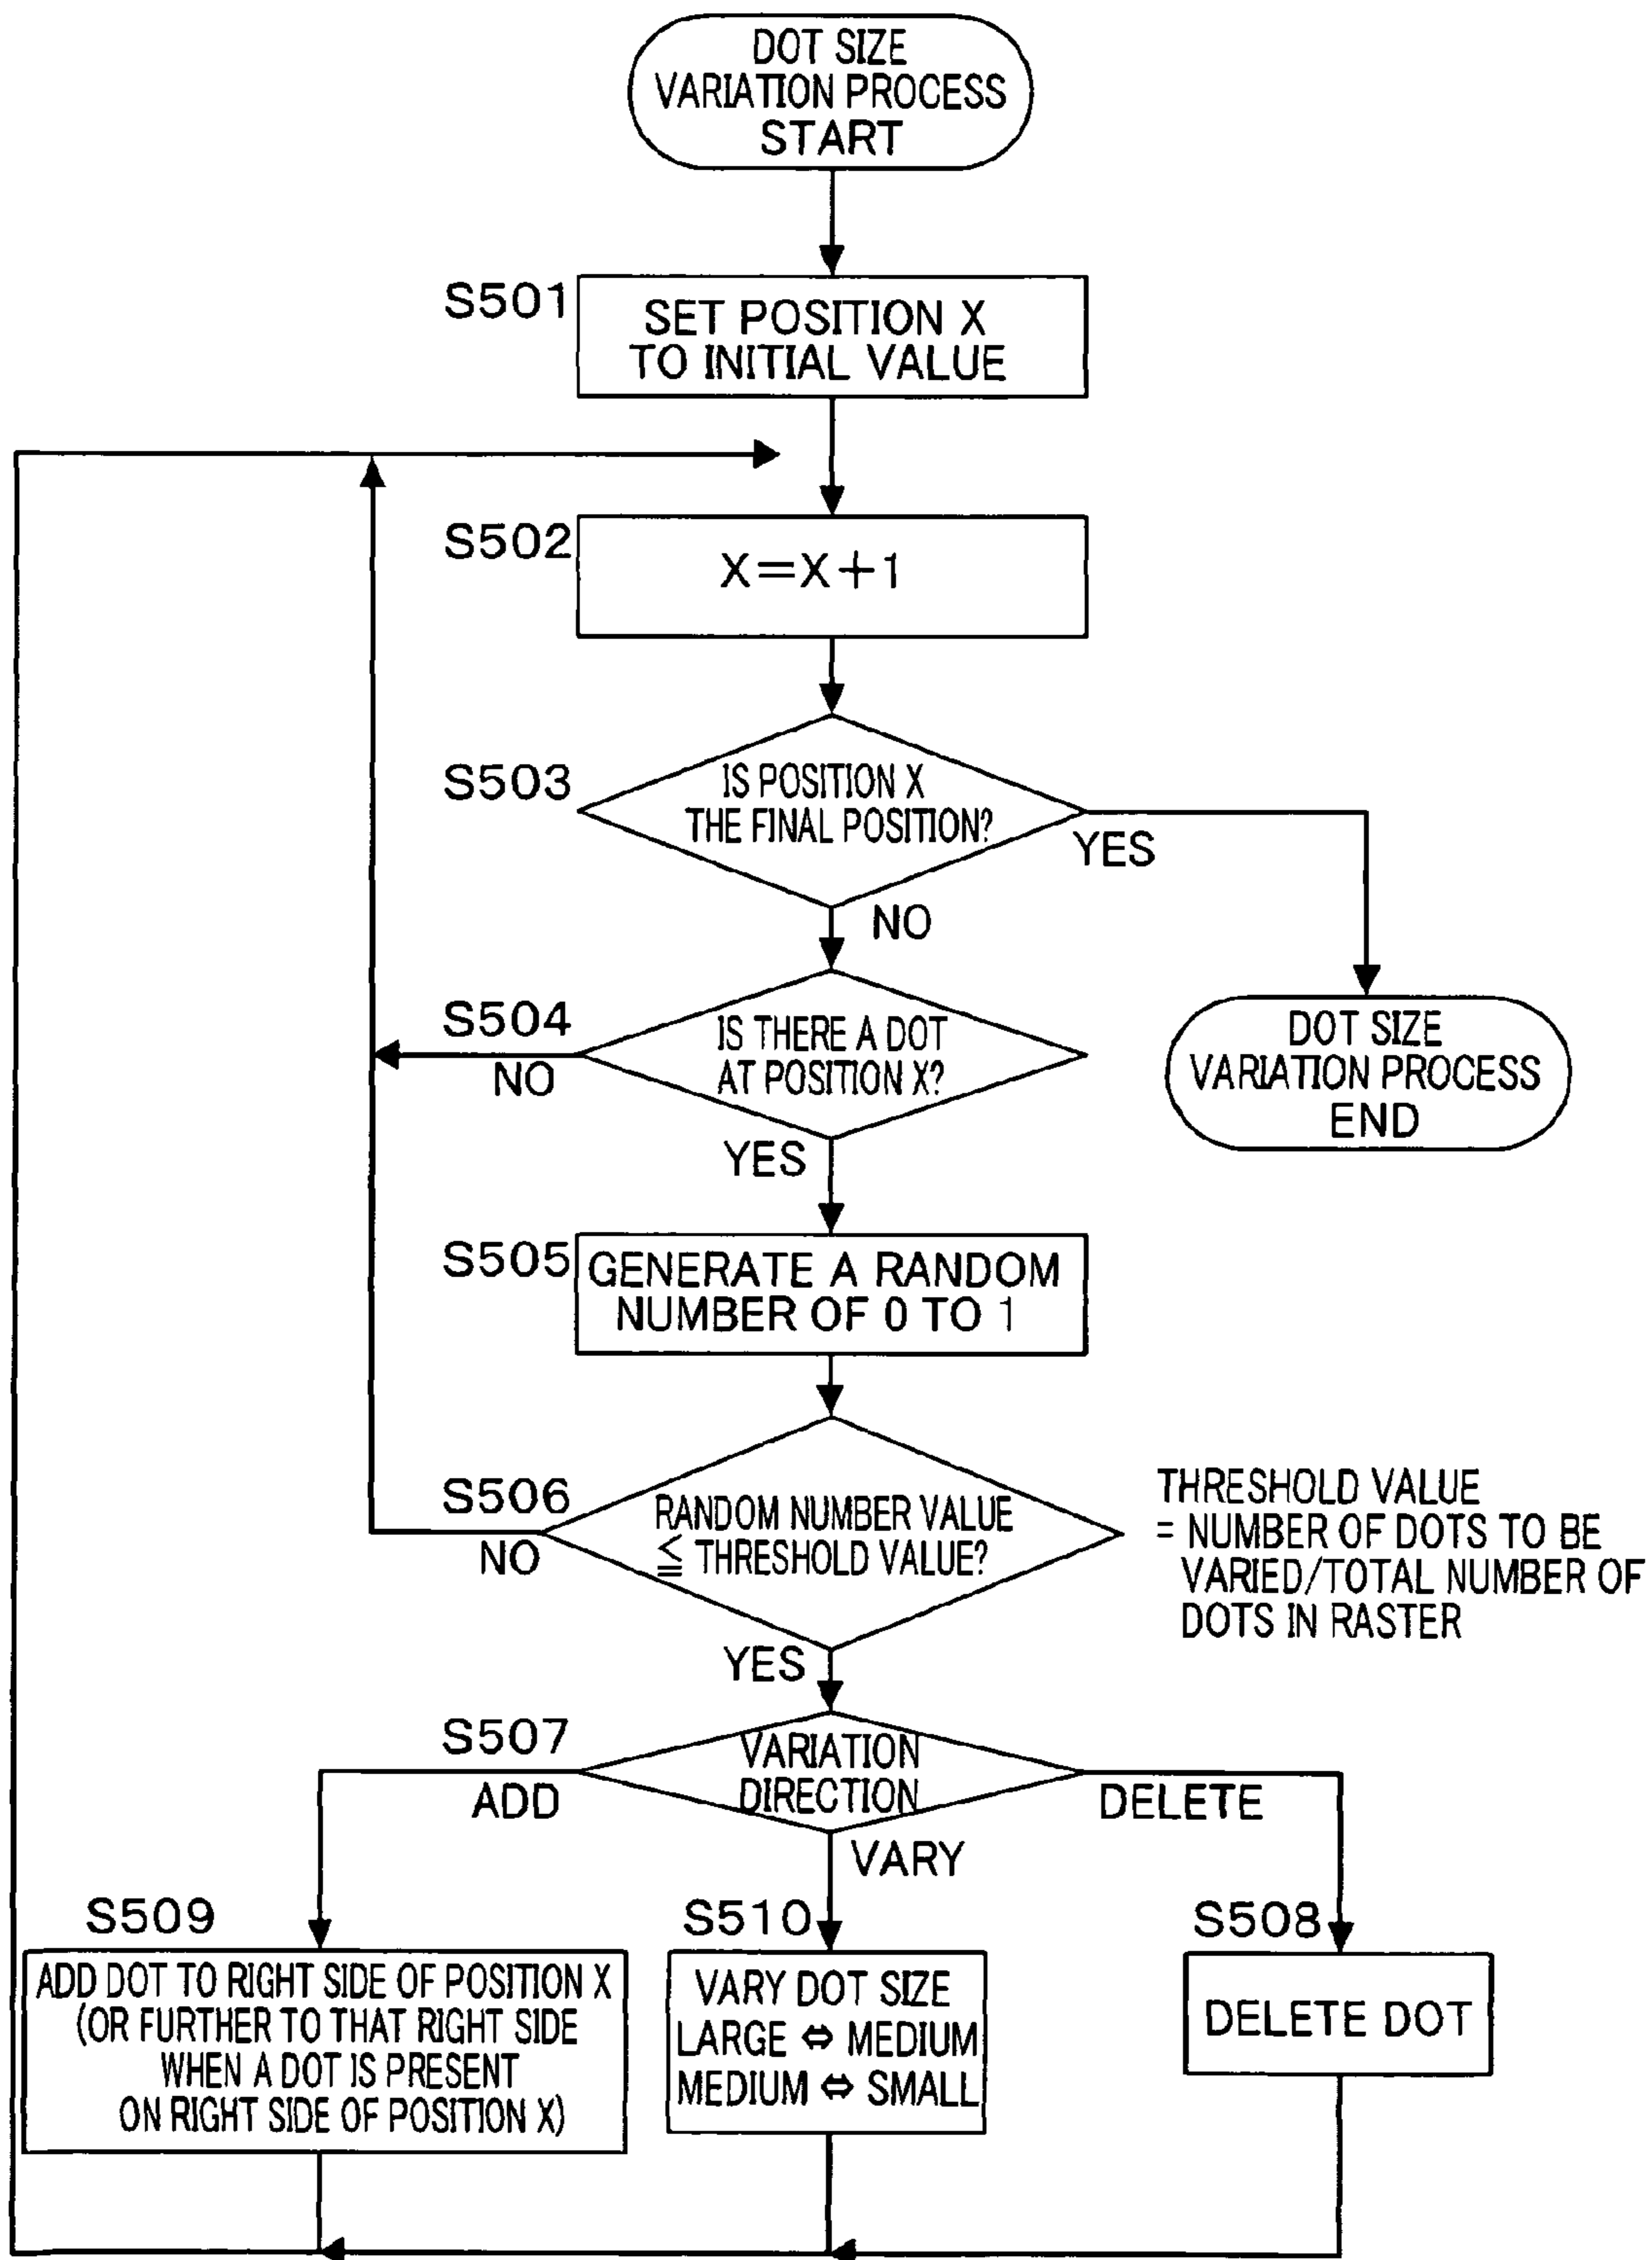 DOT SIZE
VARIATION PROCESS
START
S501
SET POSITION X
TO INITIAL VALUE
S502
X=X+1
S503
IS POSITION X
THE FINAL POSITION?
YES
NO
S504
IS THERE A DOT
AT POSITION X?
NO
YES
DOT SIZE
VARIATION PROCESS
END
S505
GENERATE A RANDOM
NUMBER OF 0 TO 1
S506
RANDOM NUMBER VALUE
≦ THRESHOLD VALUE?
NO
YES
THRESHOLD VALUE
= NUMBER OF DOTS TO BE
VARIED/TOTAL NUMBER OF
DOTS IN RASTER
S507
VARIATION
DIRECTION
ADD
VARY
DELETE
S509
ADD DOT TO RIGHT SIDE OF POSITION X
(OR FURTHER TO THAT RIGHT SIDE
WHEN A DOT IS PRESENT
ON RIGHT SIDE OF POSITION X)
S510
VARY DOT SIZE
LARGE ⇔ MEDIUM
MEDIUM ⇔ SMALL
S508
DELETE DOT